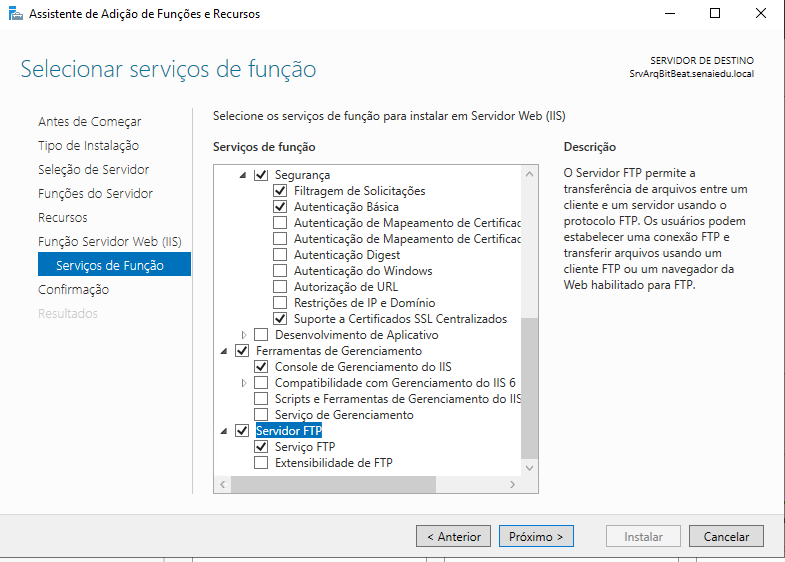 Assistente de Adição de Funções e Recursos
Selecionar serviços de função
SERVIDOR DE DESTINO
SrvArqBitBeat.senaiedu.local
Antes de Começar
Tipo de Instalação
Seleção de Servidor
Funções do Servidor
Recursos
Função Servidor Web (IIS)
Serviços de Função
Confirmação
Resultados
Selecione os serviços de função para instalar em Servidor Web (IIS)
Serviços de função
Segurança
Filtragem de Solicitações
Autenticação Básica
Autenticação de Mapeamento de Certificac
Autenticação de Mapeamento de Certificac
Autenticação Digest
Autenticação do Windows
Autorização de URL
Restrições de IP e Domínio
Suporte a Certificados SSL Centralizados
Desenvolvimento de Aplicativo
Ferramentas de Gerenciamento
Console de Gerenciamento do IIS
Compatibilidade com Gerenciamento do IIS 6
Scripts e Ferramentas de Gerenciamento do IIS
Serviço de Gerenciamento
Servidor FTP
Serviço FTP
Extensibilidade de FTP
Descrição
O Servidor FTP permite a
transferência de arquivos entre um
cliente e um servidor usando o
protocolo FTP. Os usuários podem
estabelecer uma conexão FTP e
transferir arquivos usando um
cliente FTP ou um navegador da
Web habilitado para FTP.
< Anterior
Próximo >
Instalar
Cancelar